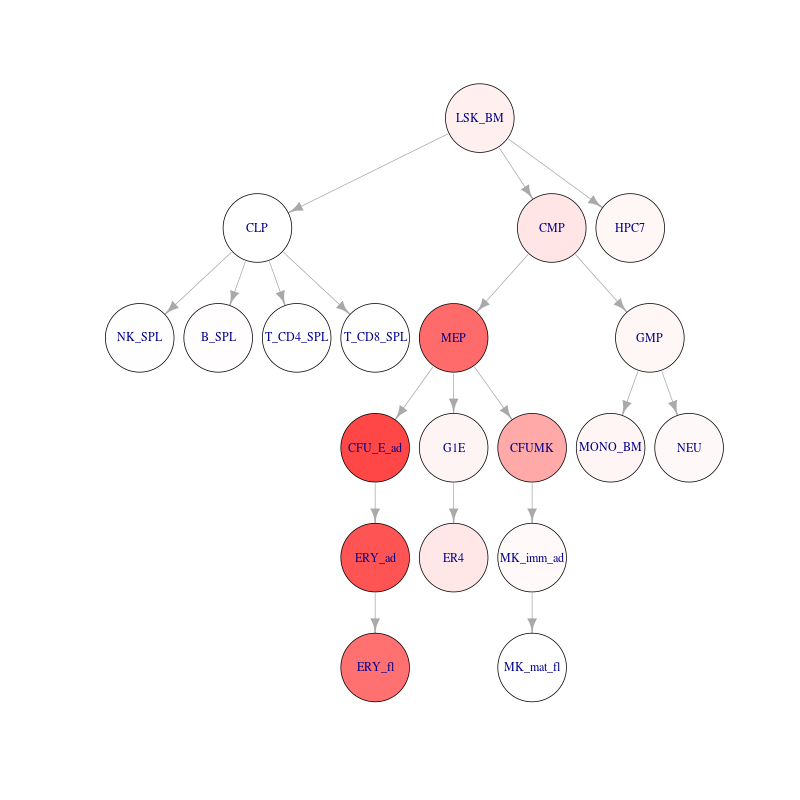 LSK_BM
CLP
CMP
HPC7
NK_SPL
B_SPL
T_CD4_SPL
T_CD8_SPL
MEP
GMP
CFU_E_ad
G1E
CFUMK
MONO_BM
NEU
ERY_ad
ER4
MK_imm_ad
ERY_fl
MK_mat_fl